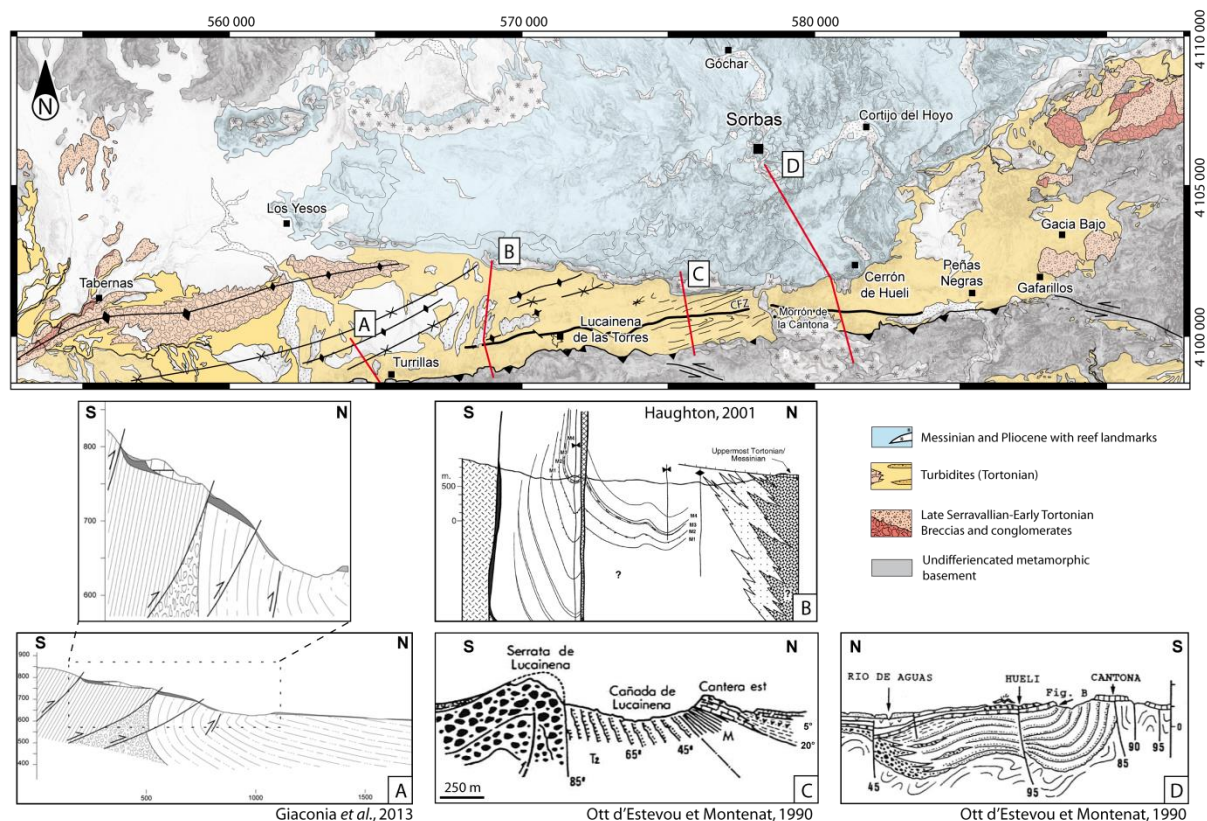 560 000
570 000
580 000
4 110 000
4 105 000
4 100 000
N
Góchar
Sorbas
Cortijo del Hoyo
D
Los Yesos
B
Gacia Bajo
Tabernas
C
Cerrón
de Hueli
Peñas
Negras
Gafarillos
A
CFZ
Lucainena
de las Torres
Morrón de
la Cantona
Turrillas
S
N
800
700
600
S
N
900
800
700
600
500
400
500
1000
1500
A
Giaconia et al., 2013
S
Haughton, 2001
N
Uppermost Tortonian/
Messinian
m.
500
0
M4
M3
M2
M1
?
?
B
S
N
Serrata de
Lucainena
Cañada de
Lucainena
Cantera est
5°
20°
M
45°
65°
Tz
85°
250 m
C
Ott d'Estevou et Montenat, 1990
Messinian and Pliocene with reef landmarks
Turbidites (Tortonian)
Late Serravallian-Early Tortonian
Breccias and conglomerates
Undifferencated metamorphic
basement
N
S
RIO DE AGUAS
HUELI
Fig. B
CANTONA
0
90
95
85
45
95
D
Ott d'Estevou et Montenat, 1990